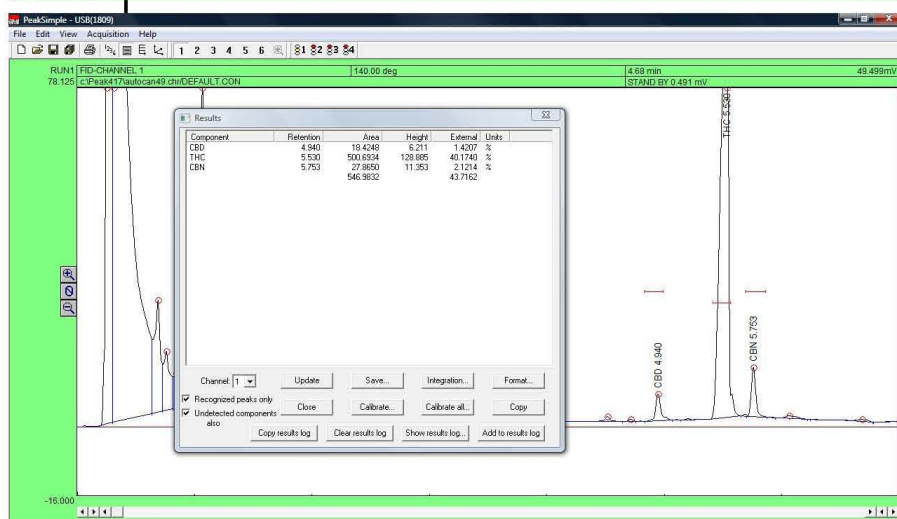 PeakSimple - USB(1809)
File Edit View Acquisition Help
1 2 3 4 5 6 81 82 83 84
RUN1 FID-CHANNEL 1 140.00 deg 4.68 min 49.499mV
78.125 c:\Peak417\autocan49.chr/DEFAULT.CON STAND BY 0.491 mV
Results
Component Retention Area Height External Units
CBD 4.940 18.4248 6.211 1.4207 %
THC 5.530 500.6934 128.885 40.1740 %
CBN 5.753 27.8650 11.353 2.1214 %
546.9832 43.7162
THC 5.530
CBD 4.940
CBN 5.753
Channel: 1 Update Save... Integration... Format...
Recognized peaks only
Undetected components also
Close Calibrate... Calibrate all... Copy
Copy results log Clear results log Show results log... Add to results log
-16.000